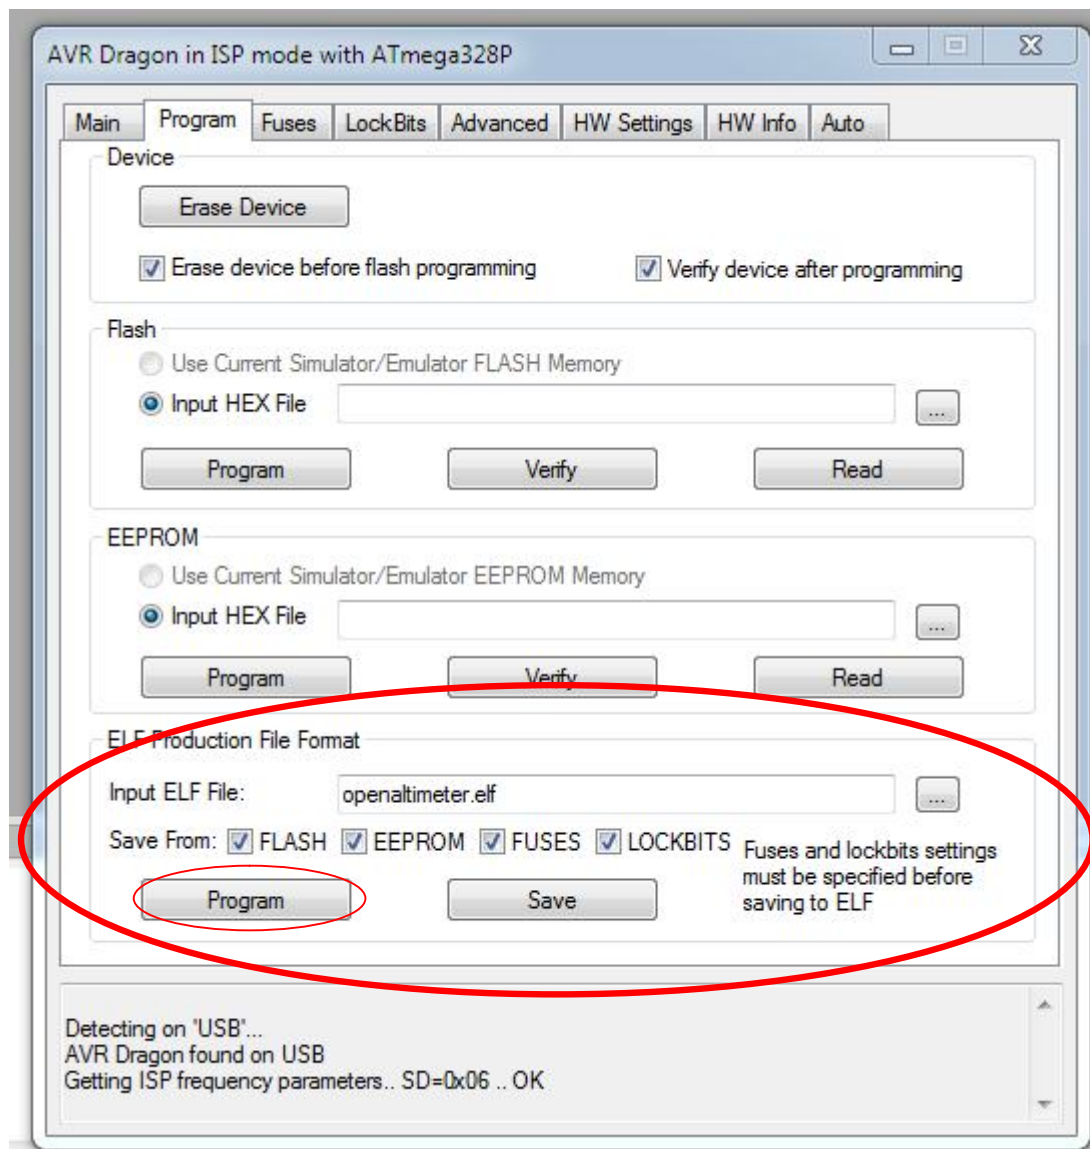 AVR Dragon in ISP mode with ATmega328P
Main Program Fuses LockBits Advanced HW Settings HW Info Auto
Device
Erase Device
Erase device before flash programming Verify device after programming
Flash
Use Current Simulator/Emulator FLASH Memory
Input HEX File ...
Program Verify Read
EEPROM
Use Current Simulator/Emulator EEPROM Memory
Input HEX File ...
Program Verify Read
ELF Production File Format
Input ELF File: openaltimeter.elf ...
Save From: FLASH EEPROM FUSES LOCKBITS
Fuses and lockbits settings
must be specified before
saving to ELF
Program Save
Detecting on 'USB'...
AVR Dragon found on USB
Getting ISP frequency parameters.. SD=0x06 .. OK